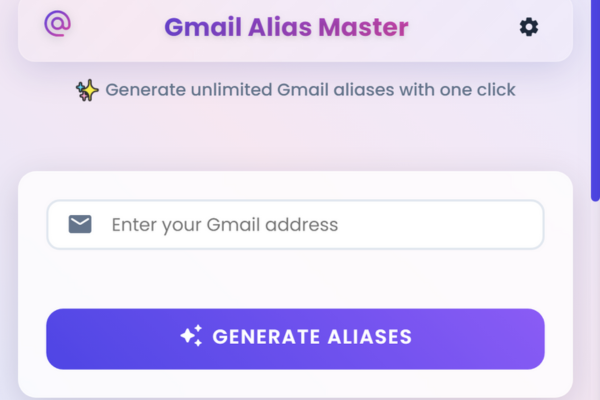 Gmail Alias Master
✨ Generate unlimited Gmail aliases with one click
Enter your Gmail address
GENERATE ALIASES